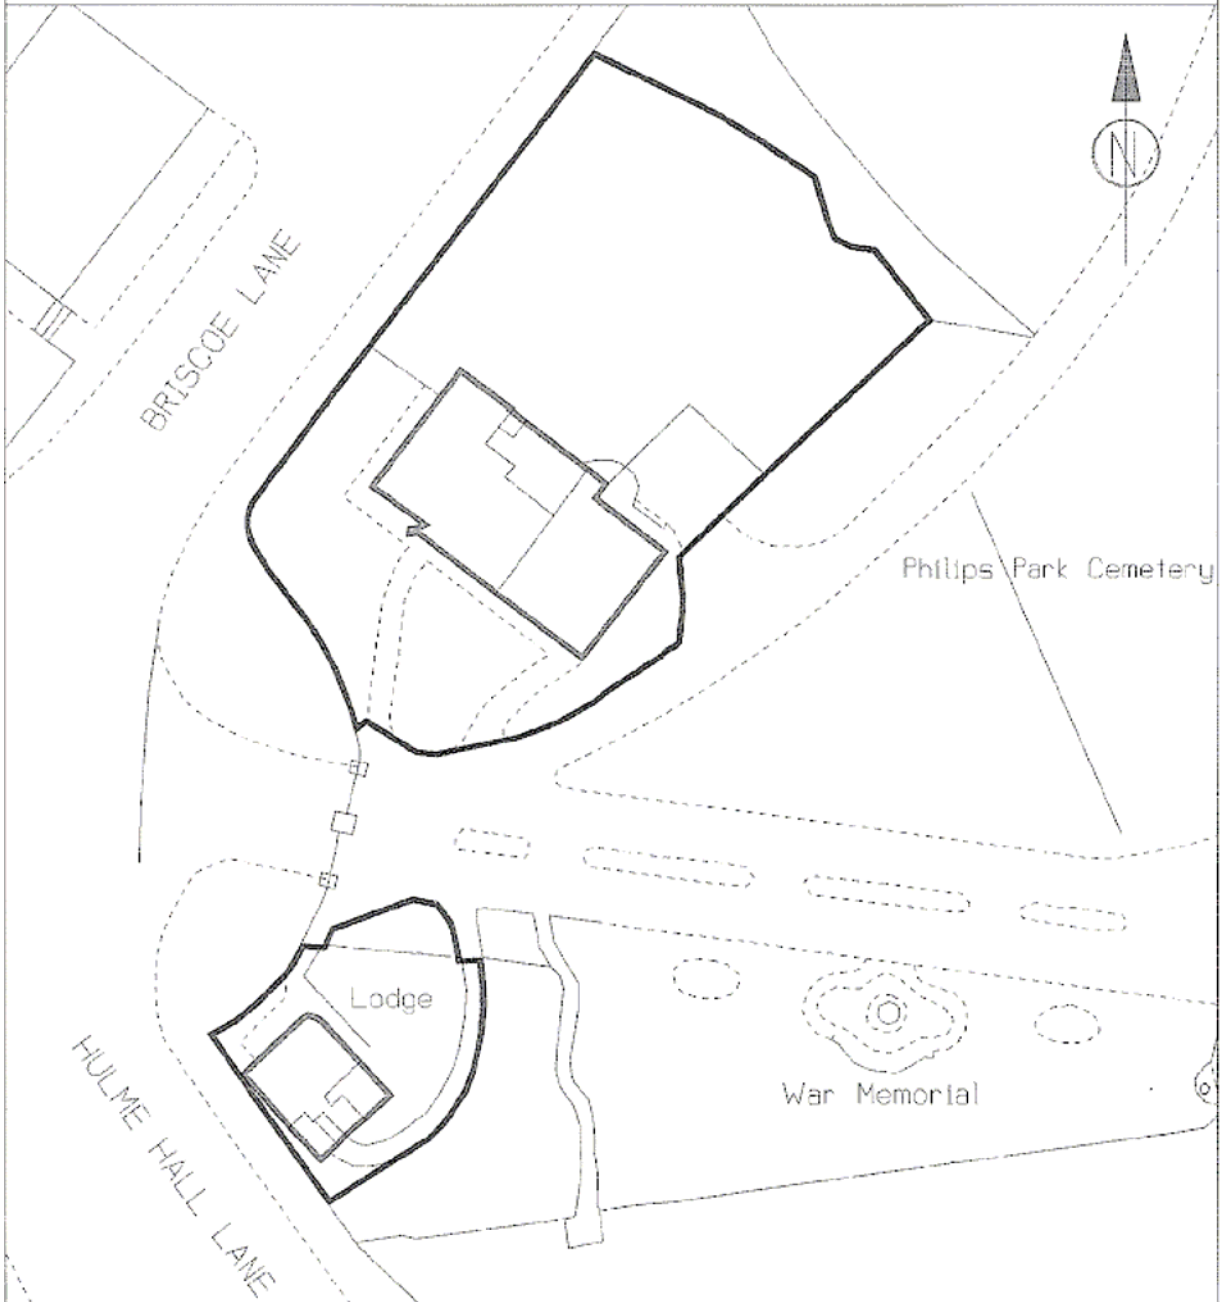 N
BRISCOE LANE
Philips Park Cemetery
Lodge
War Memorial
HULME HALL LANE